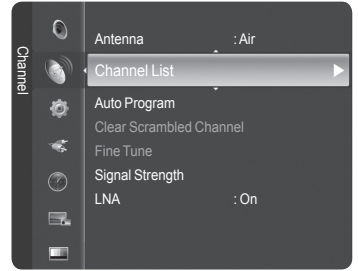 Channel
Antenna : Air
Channel List
Auto Program
Clear Scrambled Channel
Fine Tune
Signal Strength
LNA : On